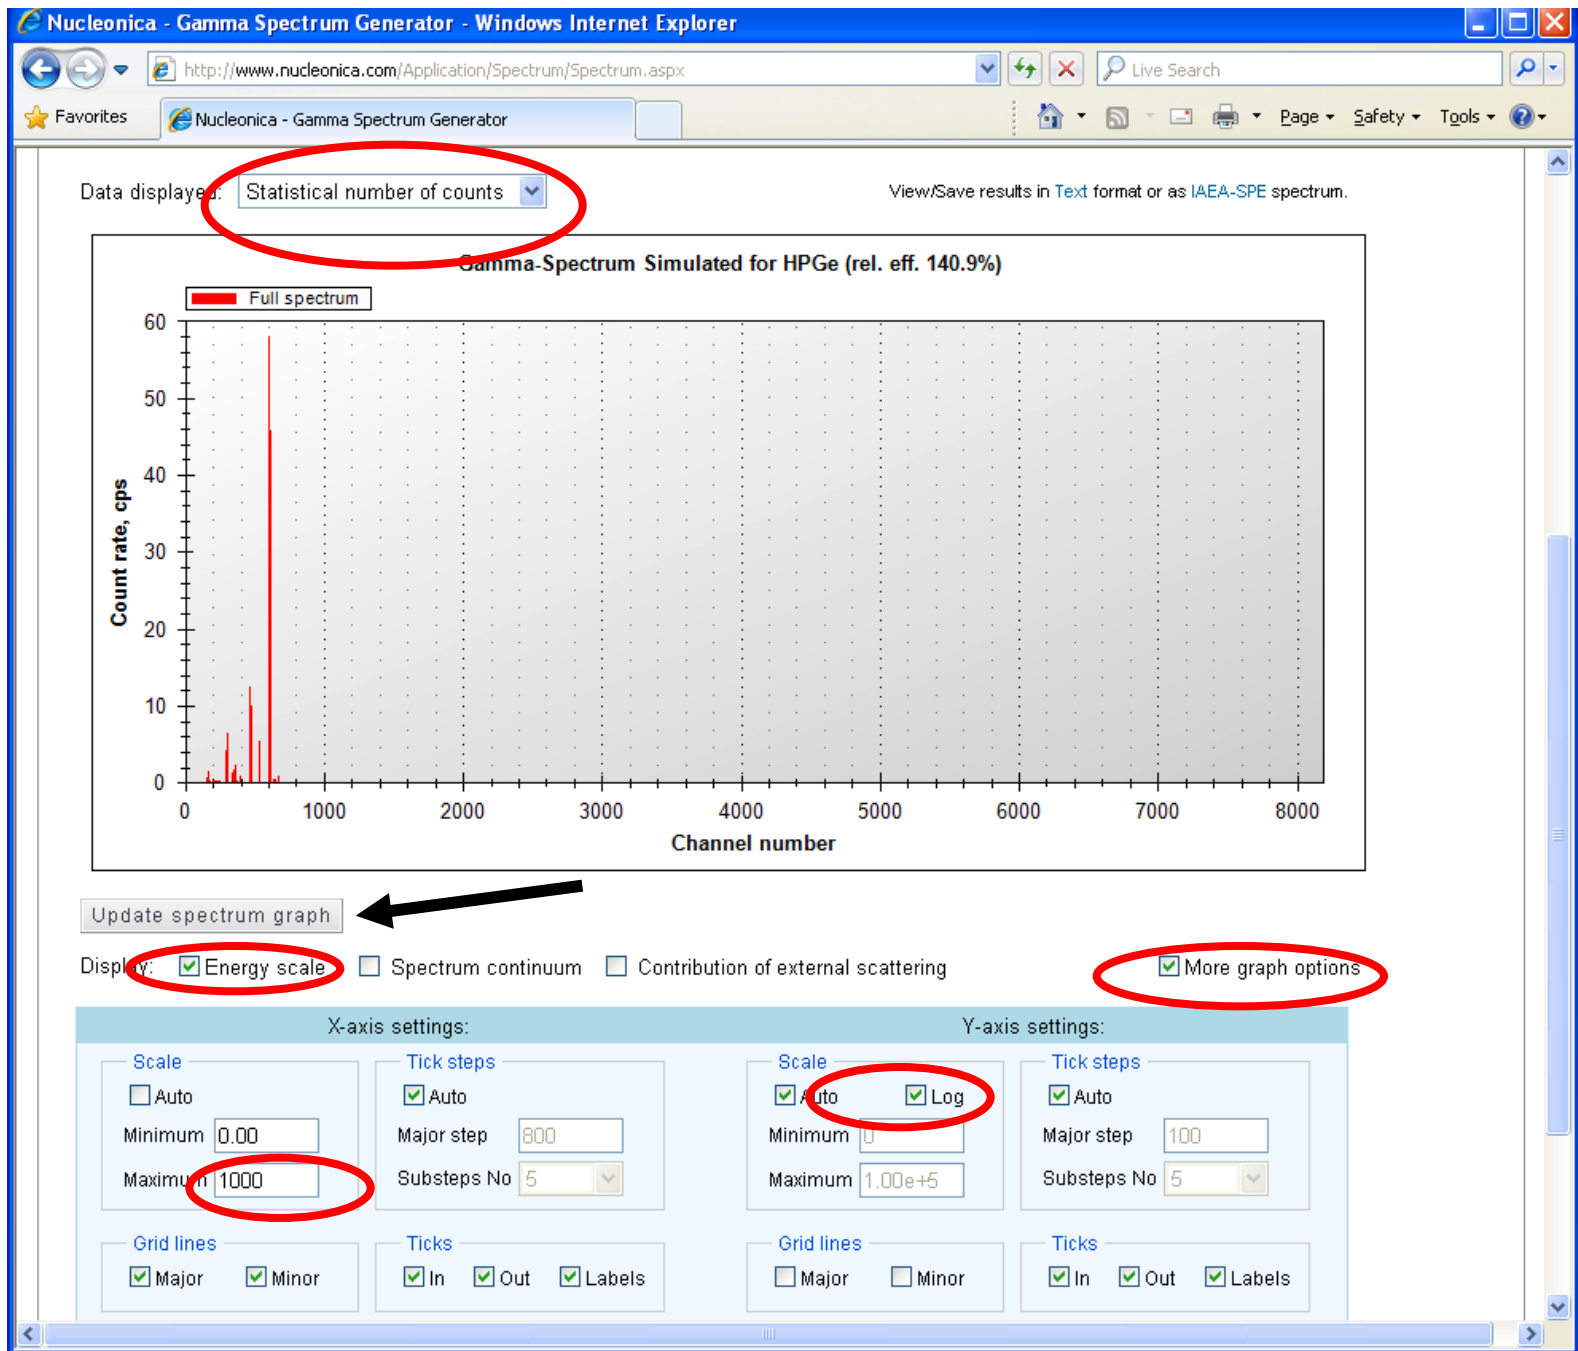 Nucleonica - Gamma Spectrum Generator - Windows Internet Explorer
http://www.nucleonica.com/Application/Spectrum/Spectrum.aspx
Live Search
Favorites
Nucleonica - Gamma Spectrum Generator
Page
Safety
Tools
Data displayed: Statistical number of counts
View/Save results in Text format or as IAEA-SPE spectrum.
Gamma-Spectrum Simulated for HPGe (rel. eff. 140.9%)
Full spectrum
60
50
40
30
20
10
0
Count rate, cps
0 1000 2000 3000 4000 5000 6000 7000 8000
Channel number
Update spectrum graph
Display: Energy scale Spectrum continuum Contribution of external scattering More graph options
X-axis settings: Y-axis settings:
Scale Tick steps Scale Tick steps
Auto Auto Auto Log Auto
Minimum 0.00 Major step 800 Minimum 0 Major step 100
Maximum 1000 Substeps No 5 Maximum 1.00e+5 Substeps No 5
Grid lines Ticks Grid lines Ticks
Major Minor In Out Labels Major Minor In Out Labels